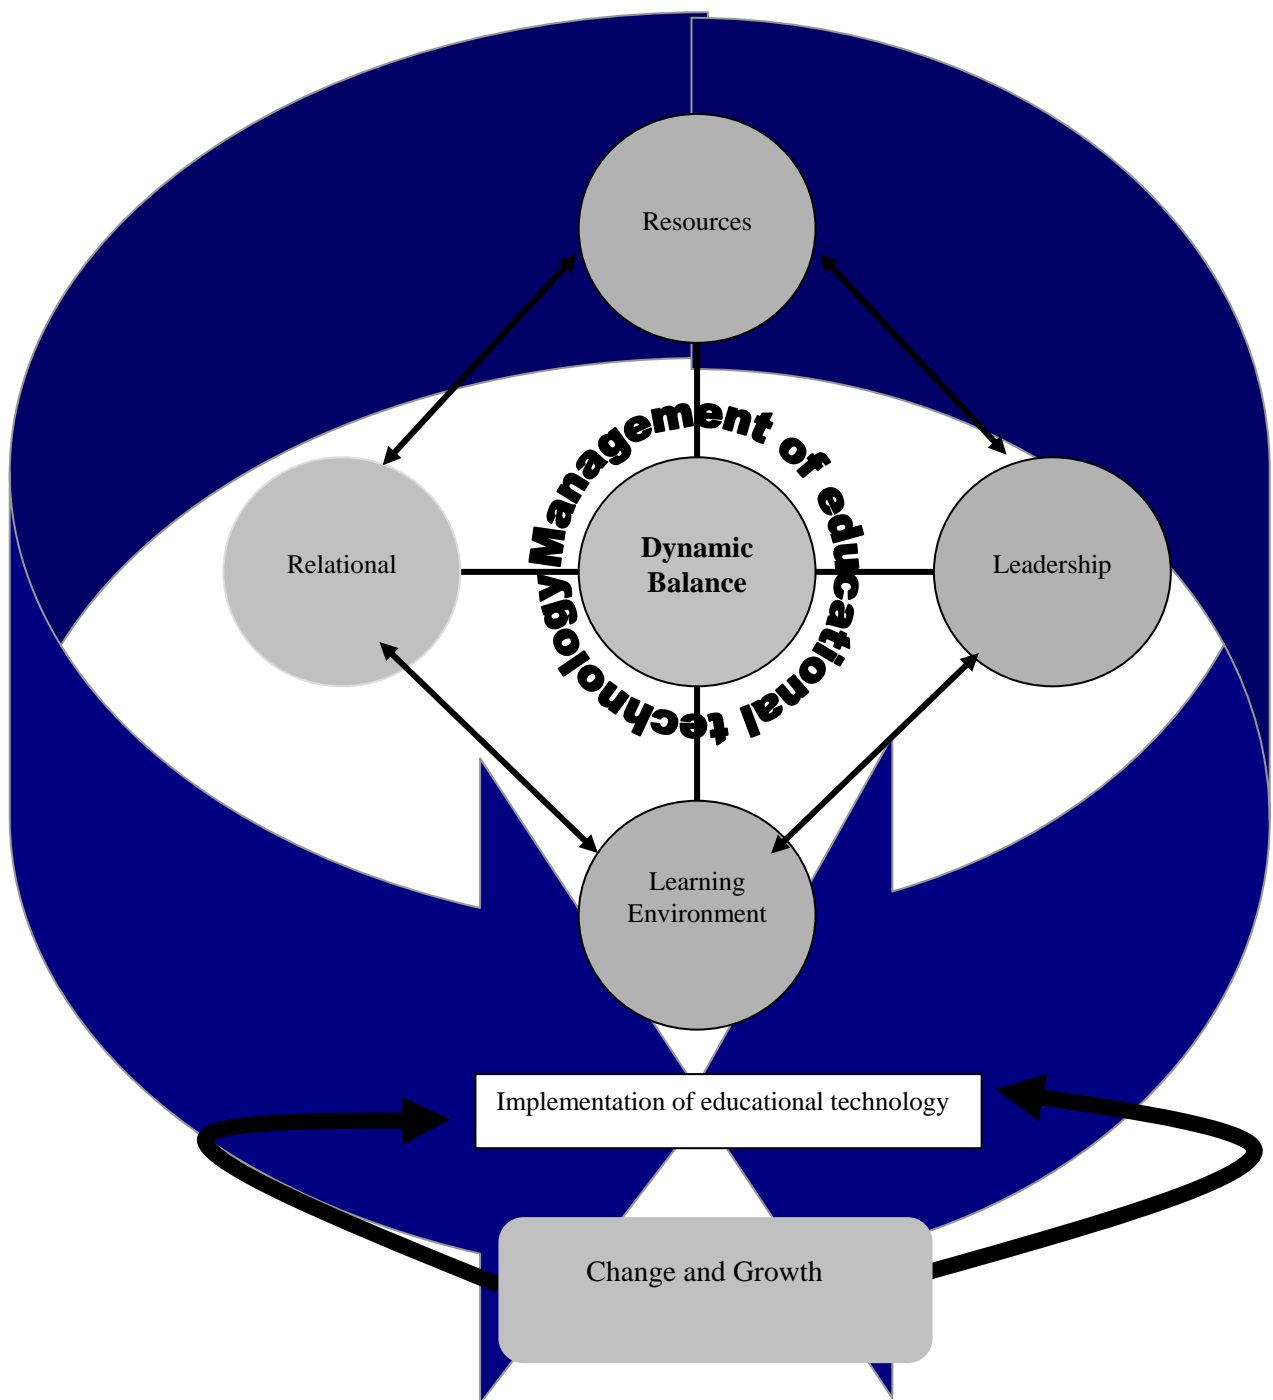 Resources
Management of educational technology
Relational
Dynamic
Balance
Leadership
Learning
Environment
Implementation of educational technology
Change and Growth